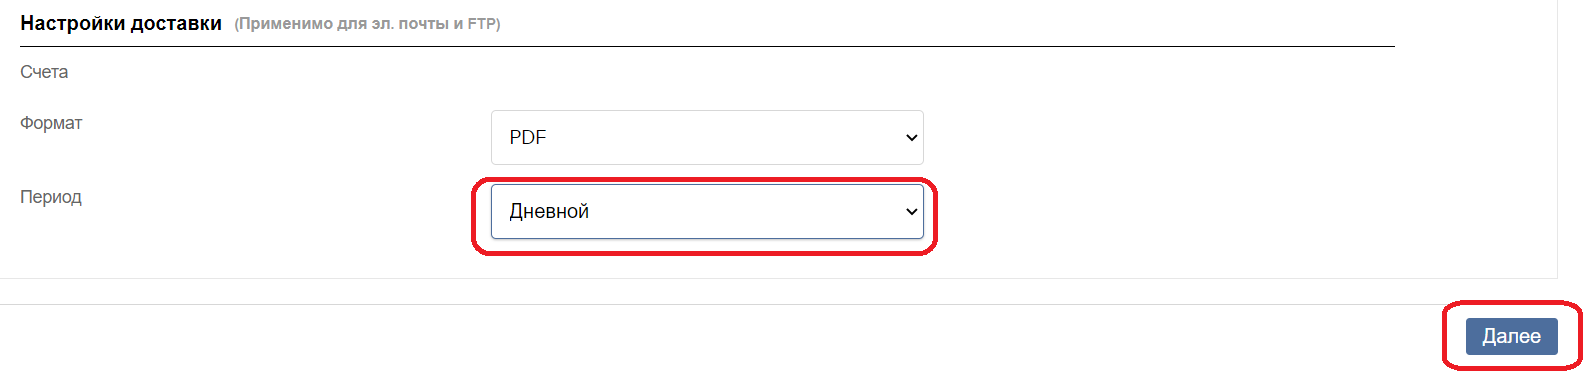 Настройки доставки (Применимо для эл. почты и FTP)
Счета
Формат
PDF
Период
Дневной
Далее